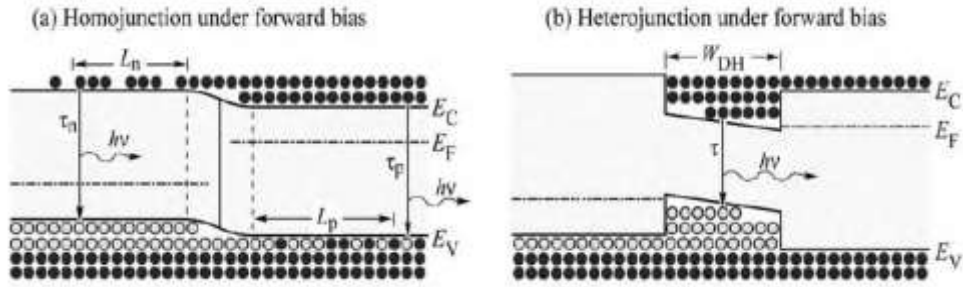 (a) Homojunction under forward bias
(b) Heterojunction under forward bias
Ln
WDH
EC
EC
τn
hν
EF
EF
τp
hν
τ
hν
Lp
EV
EV